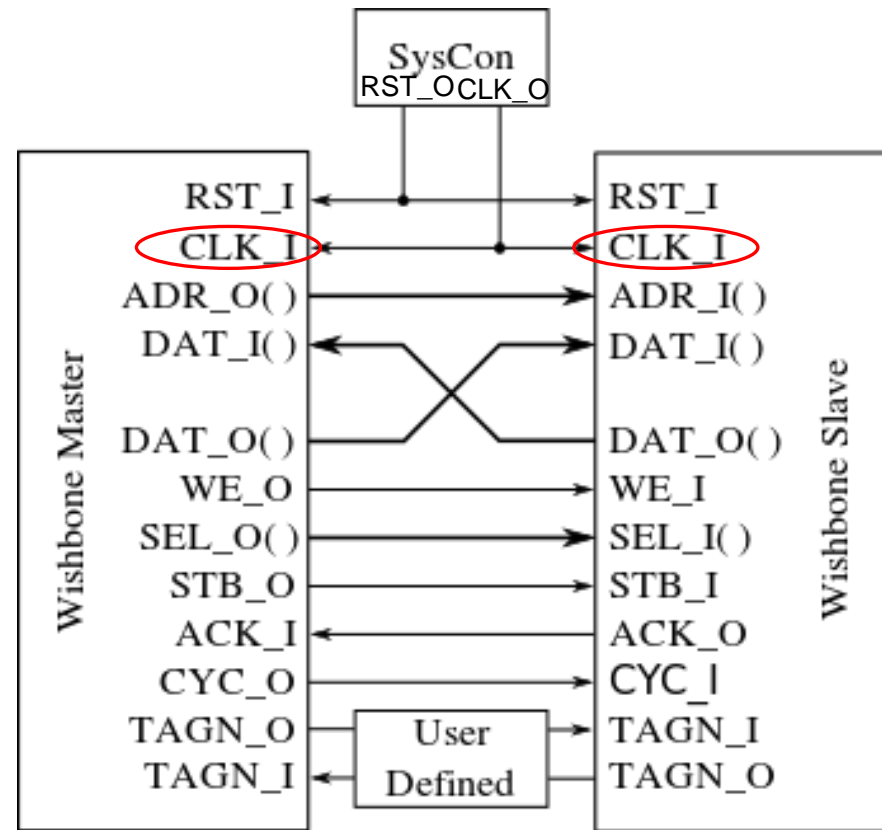 SysCon
RST_O CLK_O
RST_I
RST_I
CLK_I
CLK_I
ADR_O( )
ADR_I( )
DAT_I( )
DAT_I( )
DAT_O( )
DAT_O( )
WE_O
WE_I
SEL_O( )
SEL_I( )
STB_O
STB_I
ACK_I
ACK_O
CYC_O
CYC_I
TAGN_O
User
TAGN_I
TAGN_I
Defined
TAGN_O
Wishbone Master
Wishbone Slave